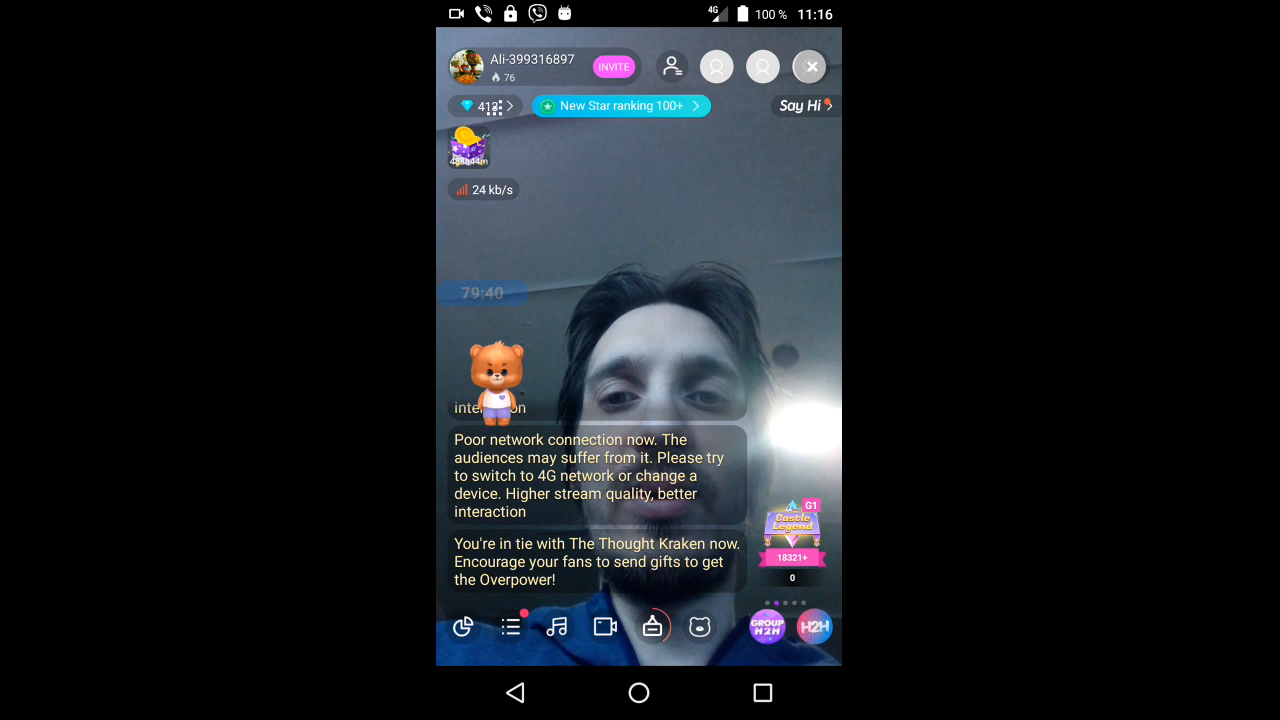 4G
100 %
11:16
Ali-399316897
76
INVITE
New Star ranking 100+
Say Hi
24 kb/s
79:40
Poor network connection now. The
audiences may suffer from it. Please try
to switch to 4G network or change a
device. Higher stream quality, better
interaction
You're in tie with The Thought Kraken now.
Encourage your fans to send gifts to get
the Overpower!
G1
Castle
Legend
18321+
0
GROUP
H2H
H2H